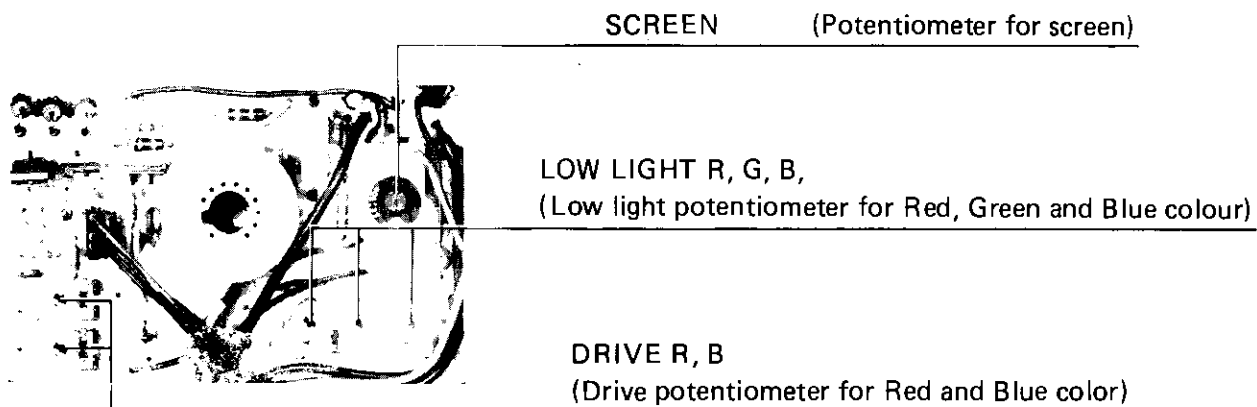 SCREEN (Potentiometer for screen)
LOW LIGHT R, G, B,
(Low light potentiometer for Red, Green and Blue colour)
DRIVE R, B
(Drive potentiometer for Red and Blue color)